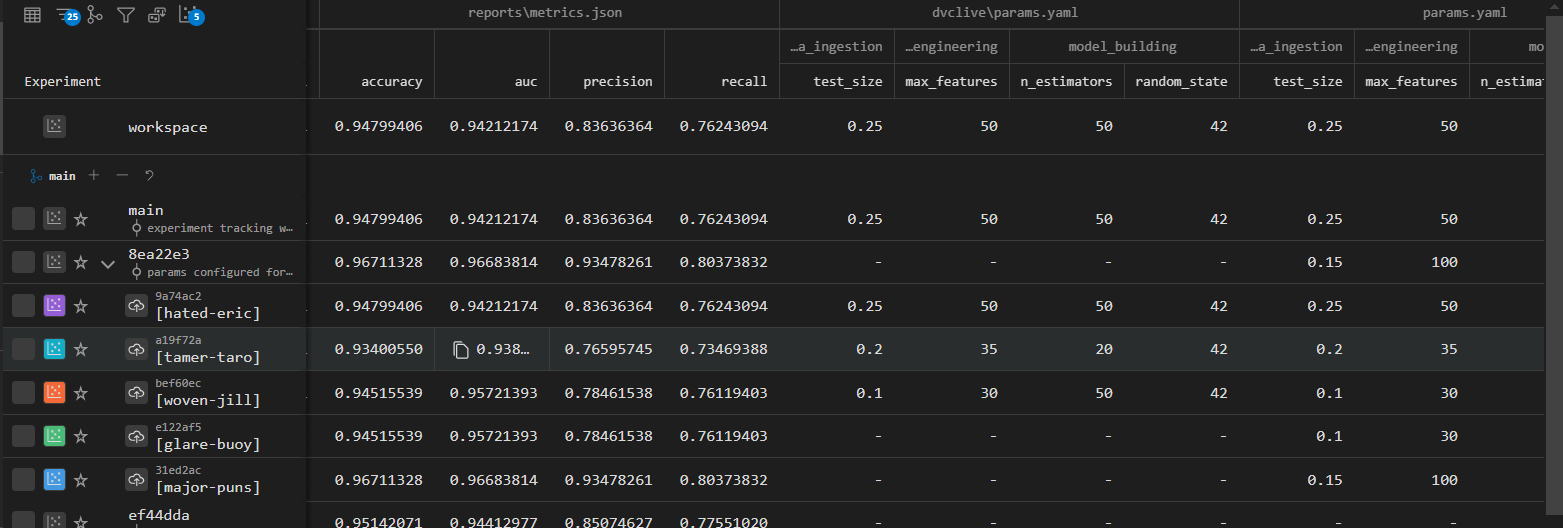 25 5
reports\metrics.json dvclive\params.yaml params.yaml
…a_ingestion …engineering model_building …a_ingestion …engineering mo
Experiment accuracy auc precision recall test_size max_features n_estimators random_state test_size max_features n_estimat
workspace 0.94799406 0.94212174 0.83636364 0.76243094 0.25 50 50 42 0.25 50
main
main 0.94799406 0.94212174 0.83636364 0.76243094 0.25 50 50 42 0.25 50
experiment tracking w…
8ea22e3 0.96711328 0.96683814 0.93478261 0.80373832 - - - - 0.15 100
params configured for…
9a74ac2
[hated-eric] 0.94799406 0.94212174 0.83636364 0.76243094 0.25 50 50 42 0.25 50
a19f72a
[tamer-taro] 0.93400550 0.938… 0.76595745 0.73469388 0.2 35 20 42 0.2 35
bef60ec
[woven-jill] 0.94515539 0.95721393 0.78461538 0.76119403 0.1 30 50 42 0.1 30
e122af5
[glare-buoy] 0.94515539 0.95721393 0.78461538 0.76119403 - - - - 0.1 30
31ed2ac
[major-puns] 0.96711328 0.96683814 0.93478261 0.80373832 - - - - 0.15 100
ef44dda 0.95142071 0.94412977 0.85074627 0.77551020 - - - -